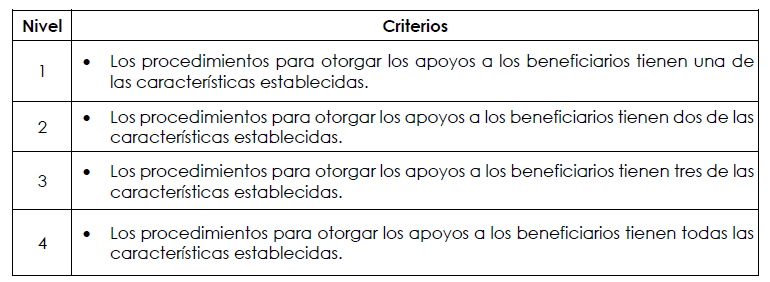 Nivel Criterios
1 • Los procedimientos para otorgar los apoyos a los beneficiarios tienen una de
las características establecidas.
2 • Los procedimientos para otorgar los apoyos a los beneficiarios tienen dos de las
características establecidas.
3 • Los procedimientos para otorgar los apoyos a los beneficiarios tienen tres de las
características establecidas.
4 • Los procedimientos para otorgar los apoyos a los beneficiarios tienen todas las
características establecidas.